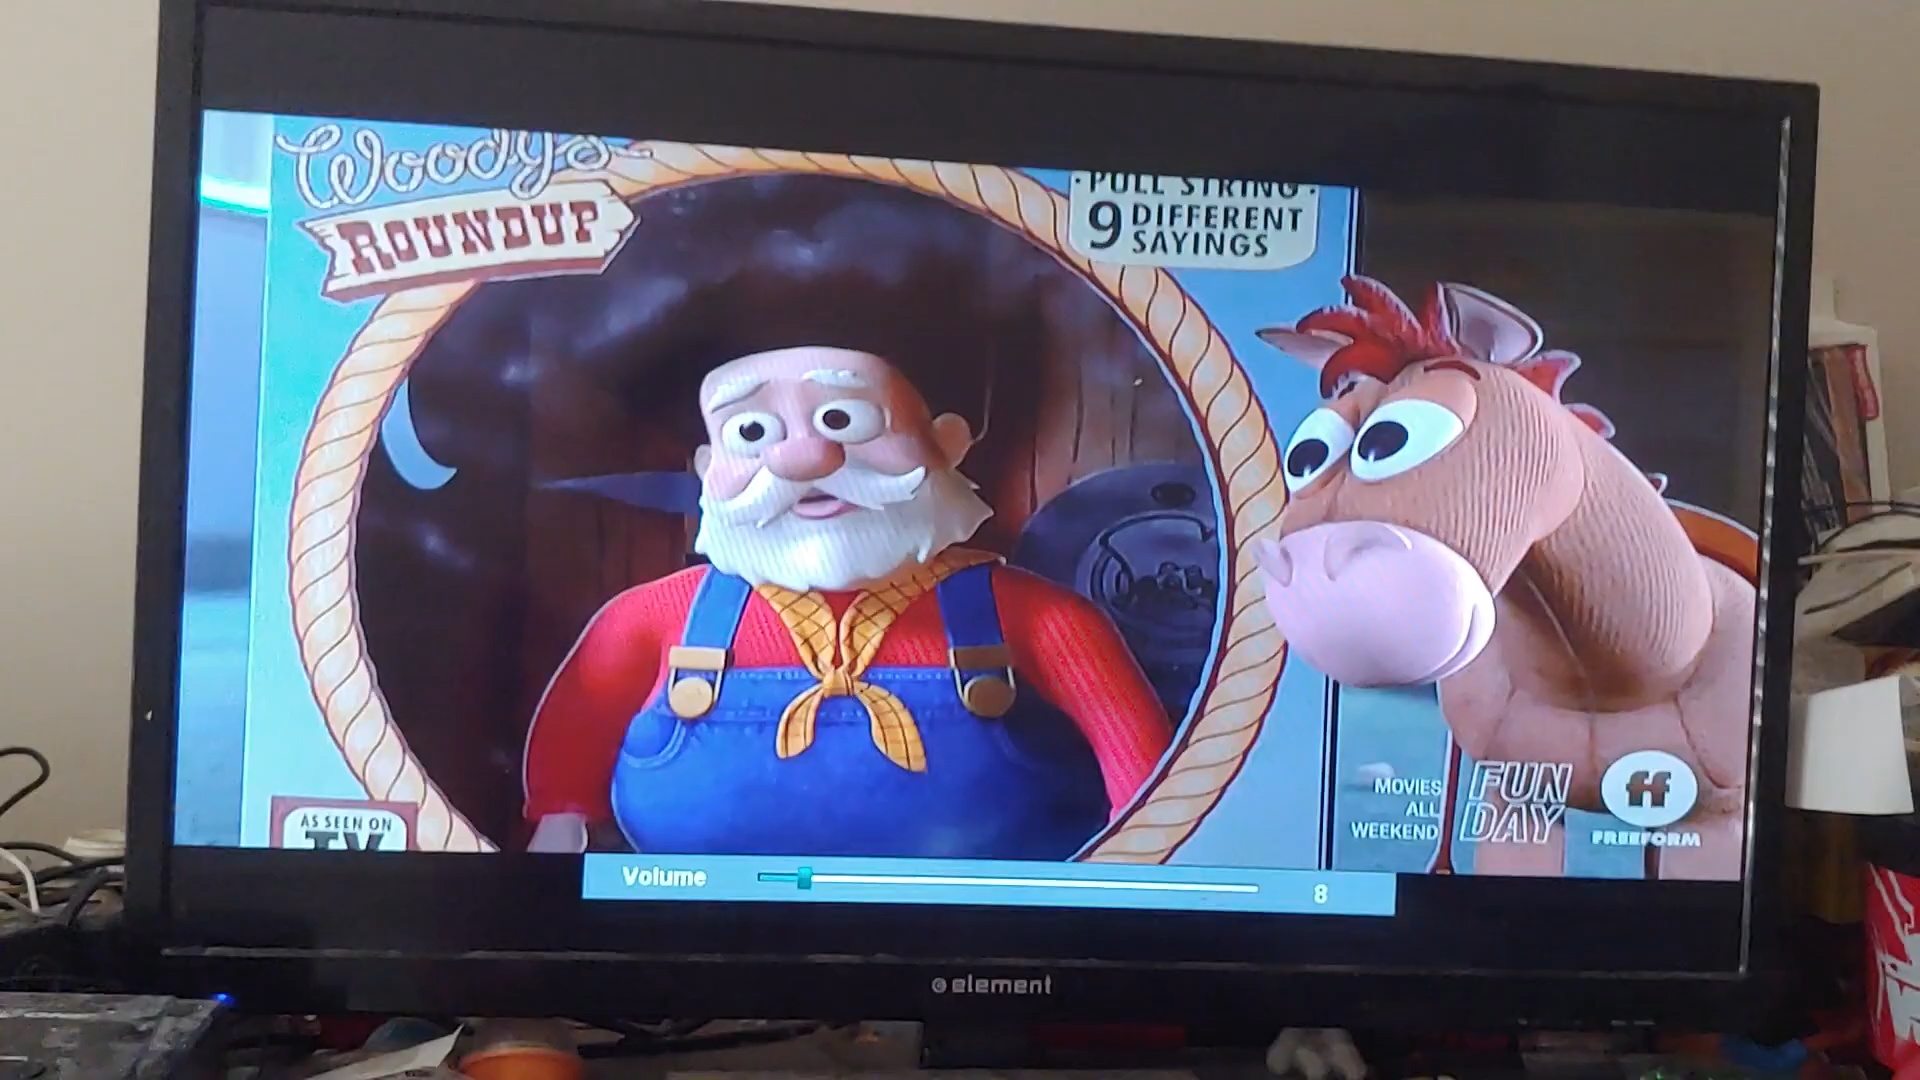 Woody's
ROUNDUP
· PULL STRING ·
9 DIFFERENT
SAYINGS
AS SEEN ON
TV
MOVIES
ALL
WEEKEND
FUN
DAY
ff
FREEFORM
Volume 8
element